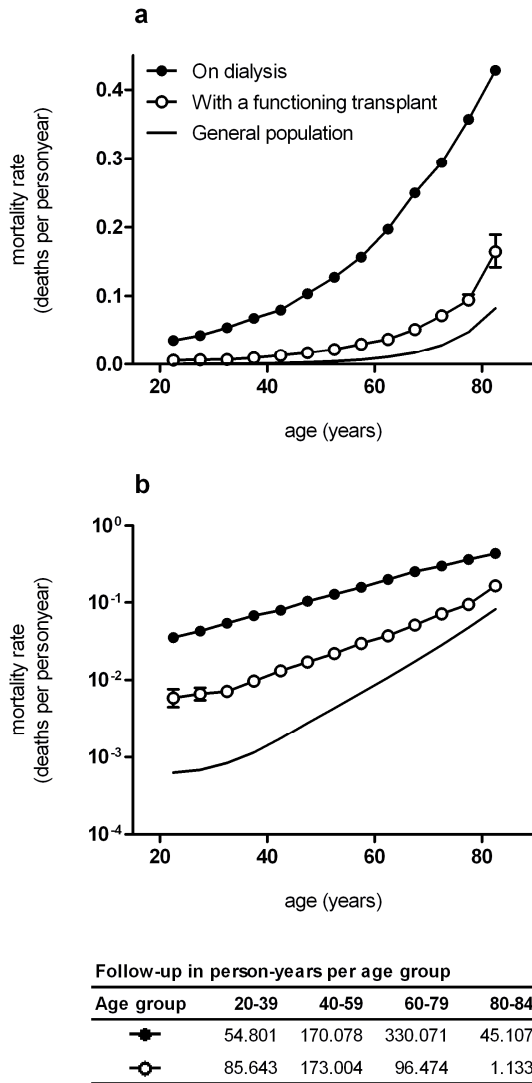 a
On dialysis
With a functioning transplant
General population
mortality rate
(deaths per personyear)
0.4
0.3
0.2
0.1
0.0
20 40 60 80
age (years)
b
mortality rate
(deaths per personyear)
10⁰
10⁻¹
10⁻²
10⁻³
10⁻⁴
20 40 60 80
age (years)
Follow-up in person-years per age group
Age group 20-39 40-59 60-79 80-84
54.801 170.078 330.071 45.107
85.643 173.004 96.474 1.133